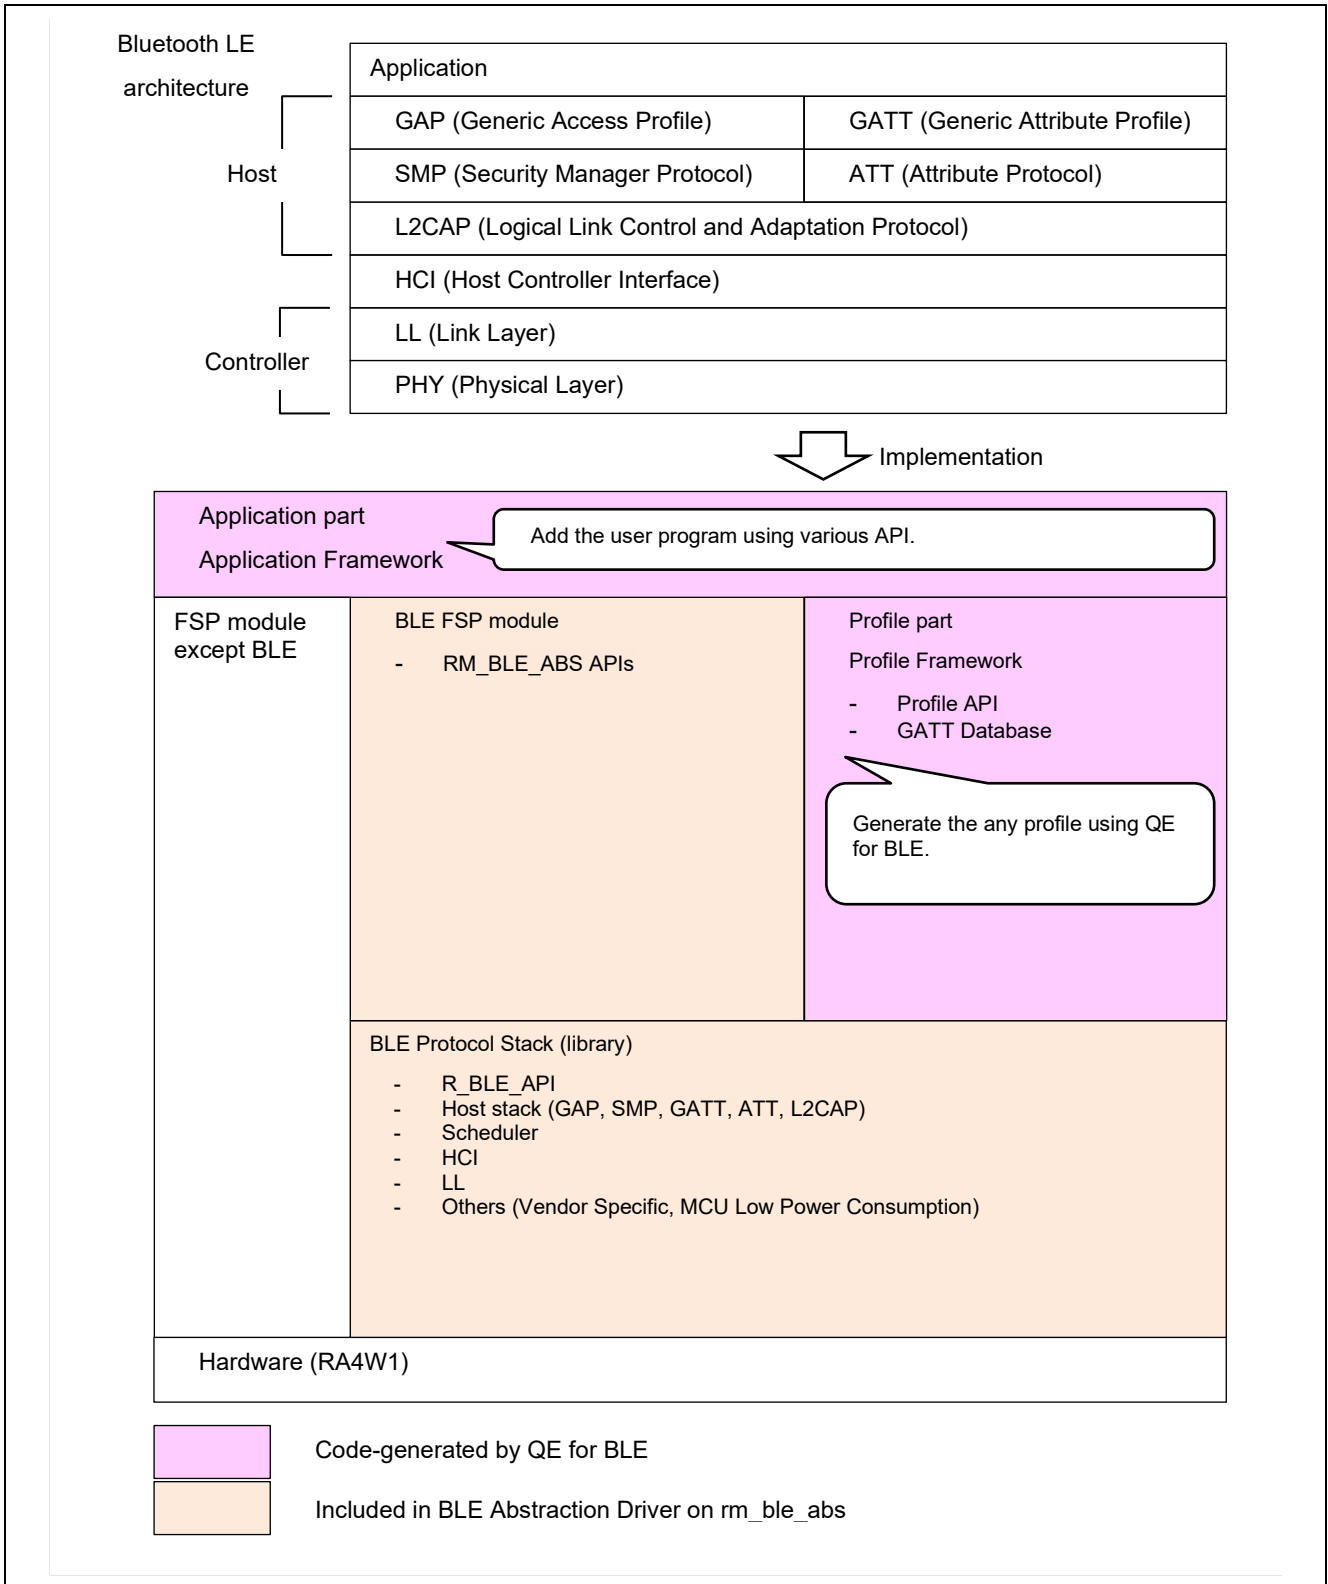 Bluetooth LE
architecture
Application
GAP (Generic Access Profile)
GATT (Generic Attribute Profile)
Host
SMP (Security Manager Protocol)
ATT (Attribute Protocol)
L2CAP (Logical Link Control and Adaptation Protocol)
HCI (Host Controller Interface)
Controller
LL (Link Layer)
PHY (Physical Layer)
Implementation
Application part
Application Framework
Add the user program using various API.
FSP module
except BLE
BLE FSP module
- RM_BLE_ABS APIs
Profile part
Profile Framework
- Profile API
- GATT Database
Generate the any profile using QE
for BLE.
BLE Protocol Stack (library)
- R_BLE_API
- Host stack (GAP, SMP, GATT, ATT, L2CAP)
- Scheduler
- HCI
- LL
- Others (Vendor Specific, MCU Low Power Consumption)
Hardware (RA4W1)
Code-generated by QE for BLE
Included in BLE Abstraction Driver on rm_ble_abs